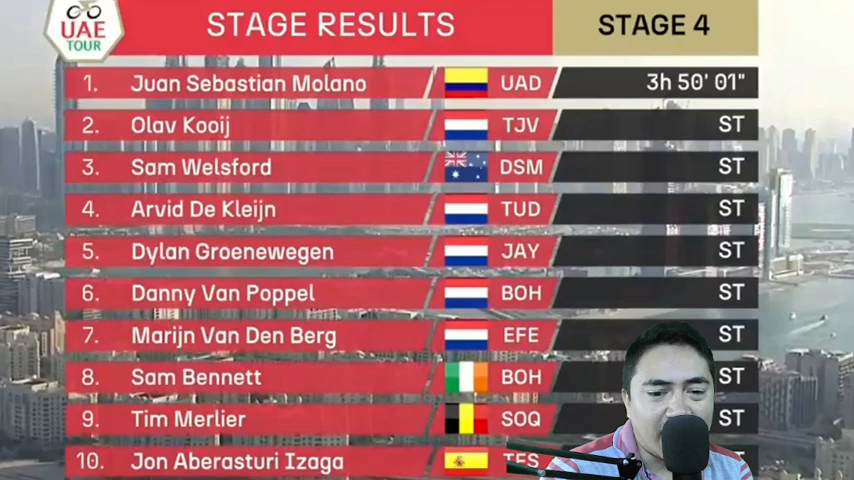 UAE
TOUR
STAGE RESULTS STAGE 4
1. Juan Sebastian Molano UAD 3h 50' 01"
2. Olav Kooij TJV ST
3. Sam Welsford DSM ST
4. Arvid De Kleijn TUD ST
5. Dylan Groenewegen JAY ST
6. Danny Van Poppel BOH ST
7. Marijn Van Den Berg EFE ST
8. Sam Bennett BOH ST
9. Tim Merlier SOQ ST
10. Jon Aberasturi Izaga TFS ST